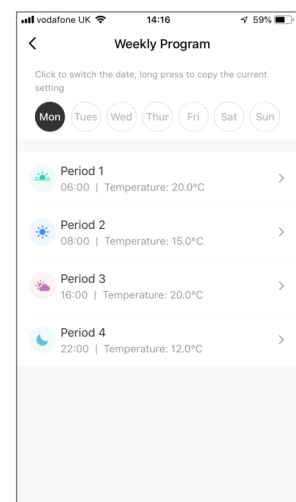 vodafone UK 14:16 59%
Weekly Program
Click to switch the date, long press to copy the current
setting
Mon Tues Wed Thur Fri Sat Sun
Period 1
06:00 | Temperature: 20.0°C
Period 2
08:00 | Temperature: 15.0°C
Period 3
16:00 | Temperature: 20.0°C
Period 4
22:00 | Temperature: 12.0°C